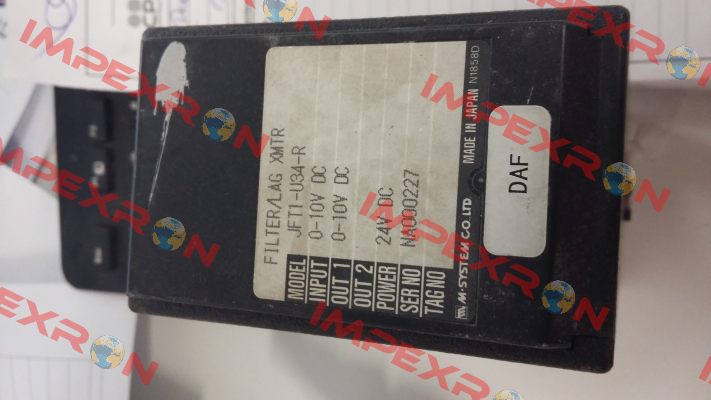 FILTER/LAG XMTR
MODEL JFT1-U34-R
INPUT 0-10V DC
OUT 1 0-10V DC
OUT 2
POWER 24V DC
SER NO NA000227
TAG NO
M-SYSTEM CO.,LTD MADE IN JAPAN N1858D
DAF
IMPEXRON
IMPEXRON
IMPEXRON
IMPEXRON
IMPEXRON
IMPEXRON